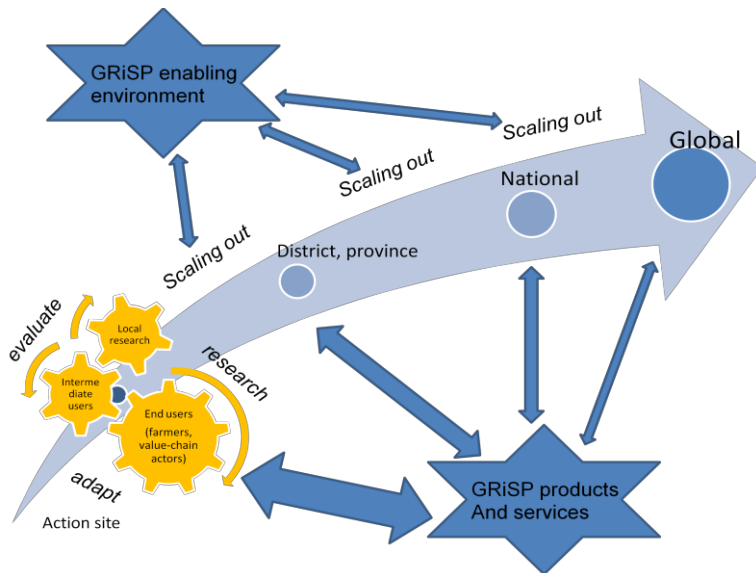 GRiSP enabling
environment
Scaling out
Global
Scaling out
National
Scaling out
District, province
evaluate
Local
research
research
Interme
diate
users
End users
(farmers,
value-chain
actors)
adapt
Action site
GRiSP products
And services